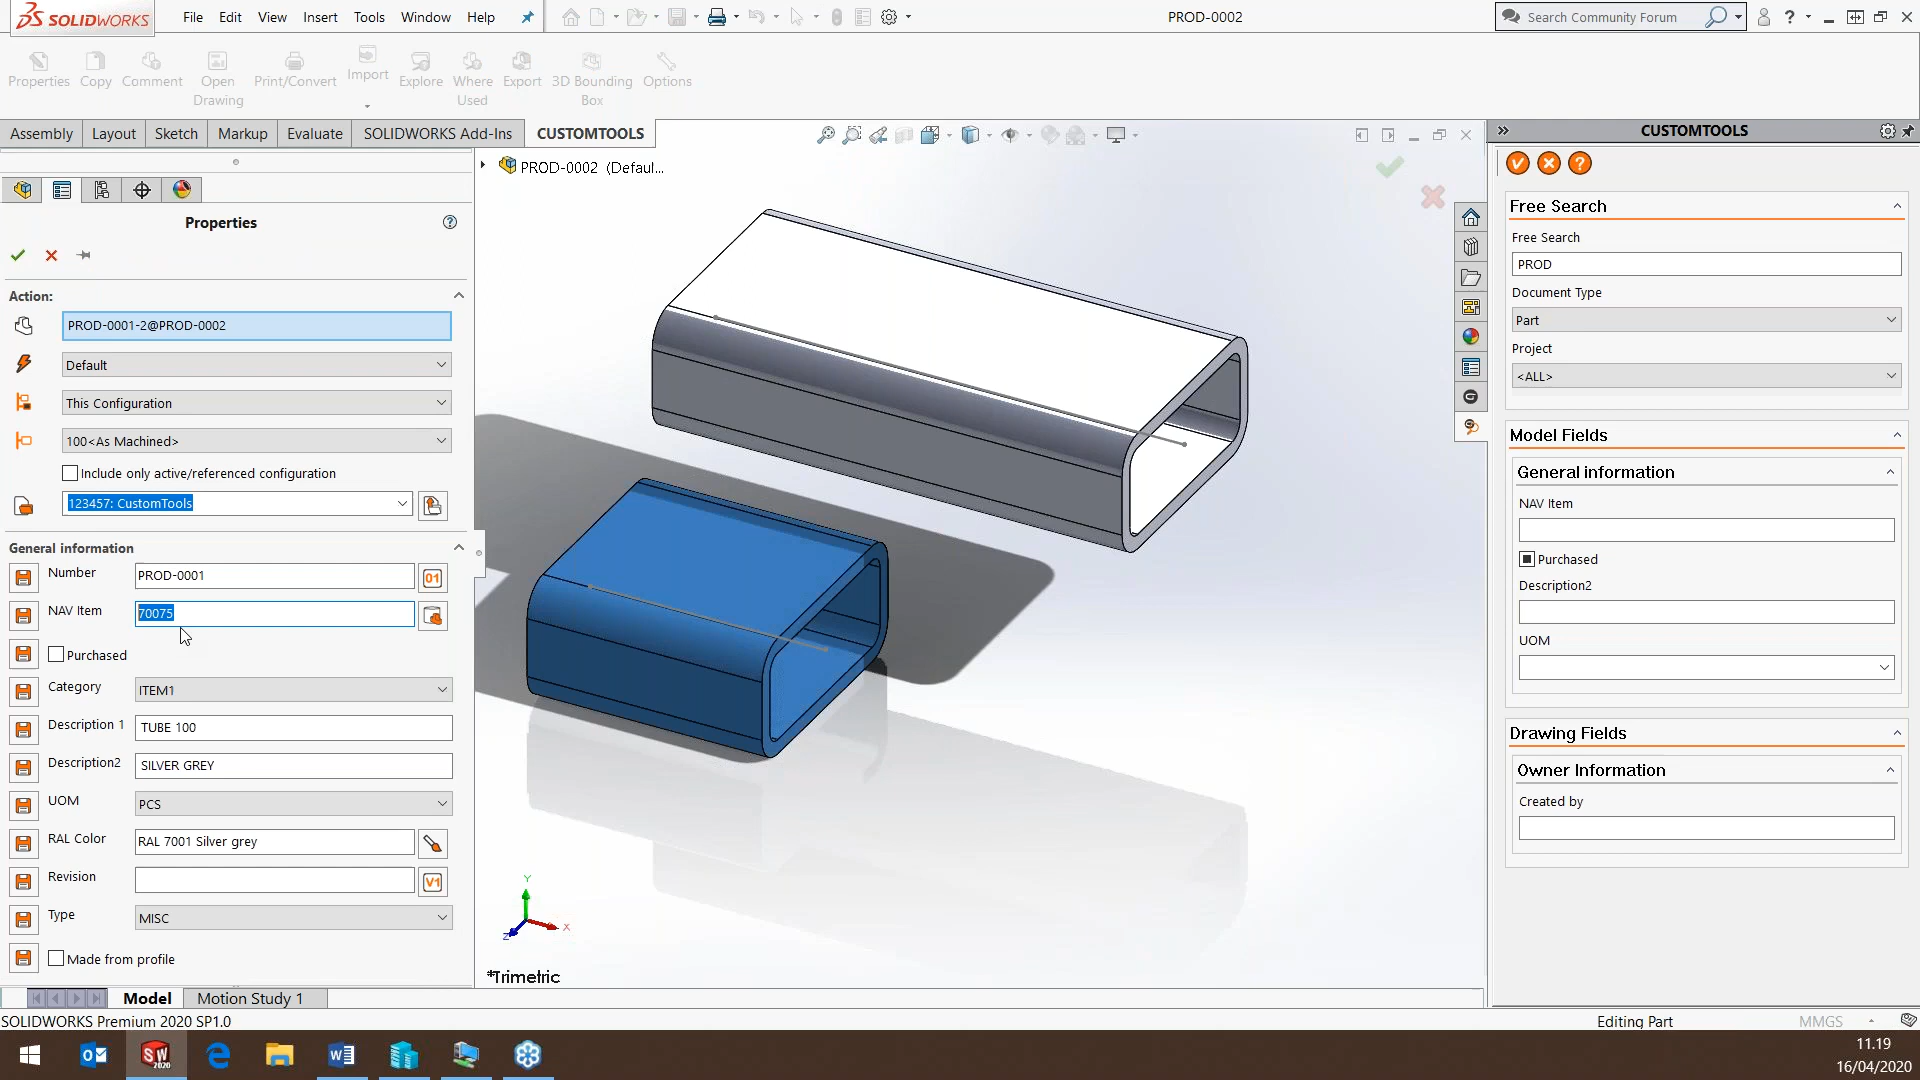 SOLIDWORKS File Edit View Insert Tools Window Help PROD-0002 Search Community Forum
Properties Copy Comment Open Drawing Print/Convert Import Explore Where Used Export 3D Bounding Box Options
Assembly Layout Sketch Markup Evaluate SOLIDWORKS Add-Ins CUSTOMTOOLS
PROD-0002 (Defaul...
Properties
Action:
PROD-0001-2@PROD-0002
Default
This Configuration
100<As Machined>
Include only active/referenced configuration
123457: CustomTools
General information
Number PROD-0001 01
NAV Item 70075
Purchased
Category ITEM1
Description 1 TUBE 100
Description2 SILVER GREY
UOM PCS
RAL Color RAL 7001 Silver grey
Revision V1
Type MISC
Made from profile
Y
X
Z
*Trimetric
Model Motion Study 1
CUSTOMTOOLS
Free Search
Free Search
PROD
Document Type
Part
Project
<ALL>
Model Fields
General information
NAV Item
Purchased
Description2
UOM
Drawing Fields
Owner Information
Created by
SOLIDWORKS Premium 2020 SP1.0 Editing Part MMGS
SW 2020
11.19
16/04/2020